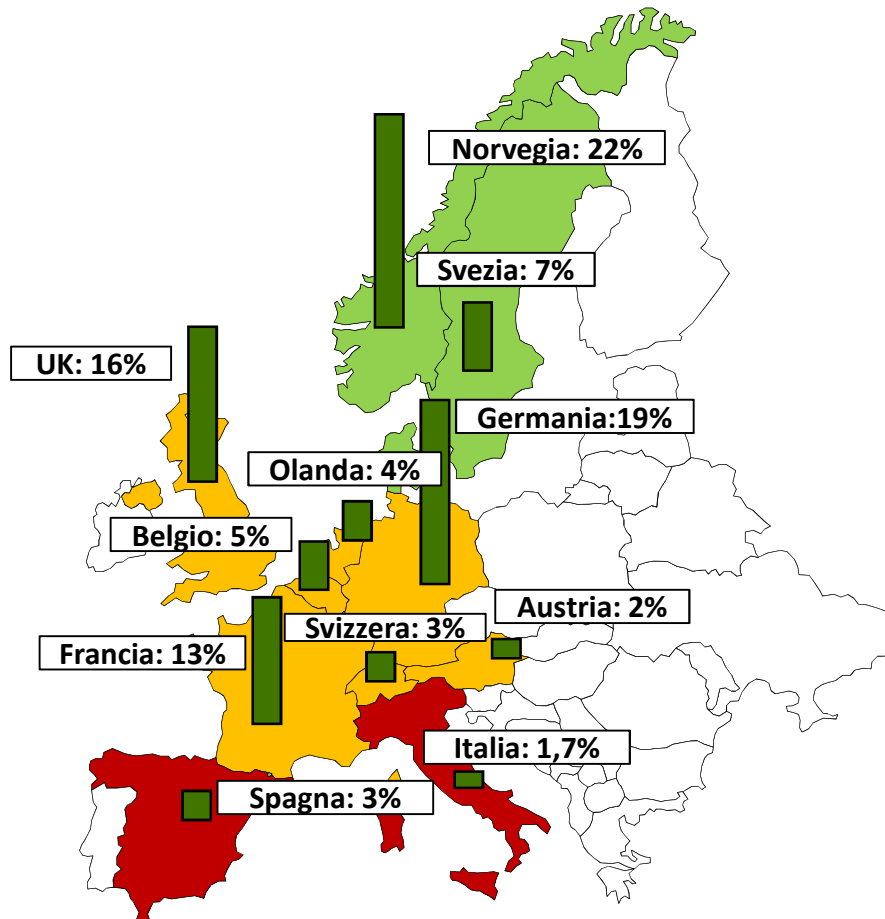 Norvegia: 22%
Svezia: 7%
UK: 16%
Germania:19%
Olanda: 4%
Belgio: 5%
Austria: 2%
Svizzera: 3%
Francia: 13%
Italia: 1,7%
Spagna: 3%